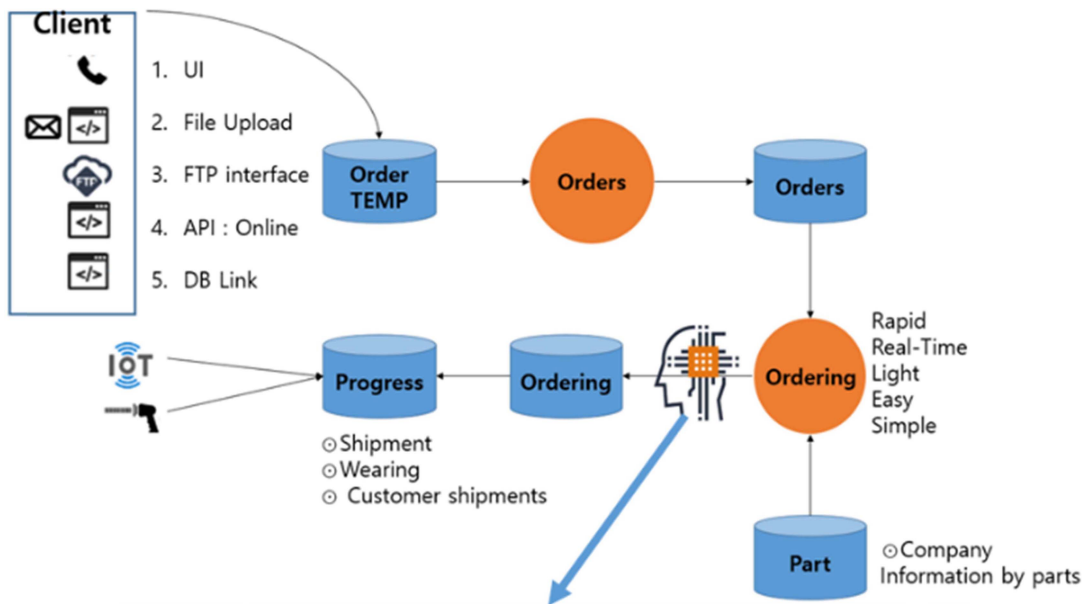 Client
1. UI
</>
2. File Upload
FTP
3. FTP interface
</>
4. API : Online
</>
5. DB Link
Order
TEMP
Orders
Orders
IoT
Progress
Ordering
Ordering
Rapid
Real-Time
Light
Easy
Simple
⊙Shipment
⊙Wearing
⊙ Customer shipments
Part
⊙Company
Information by parts